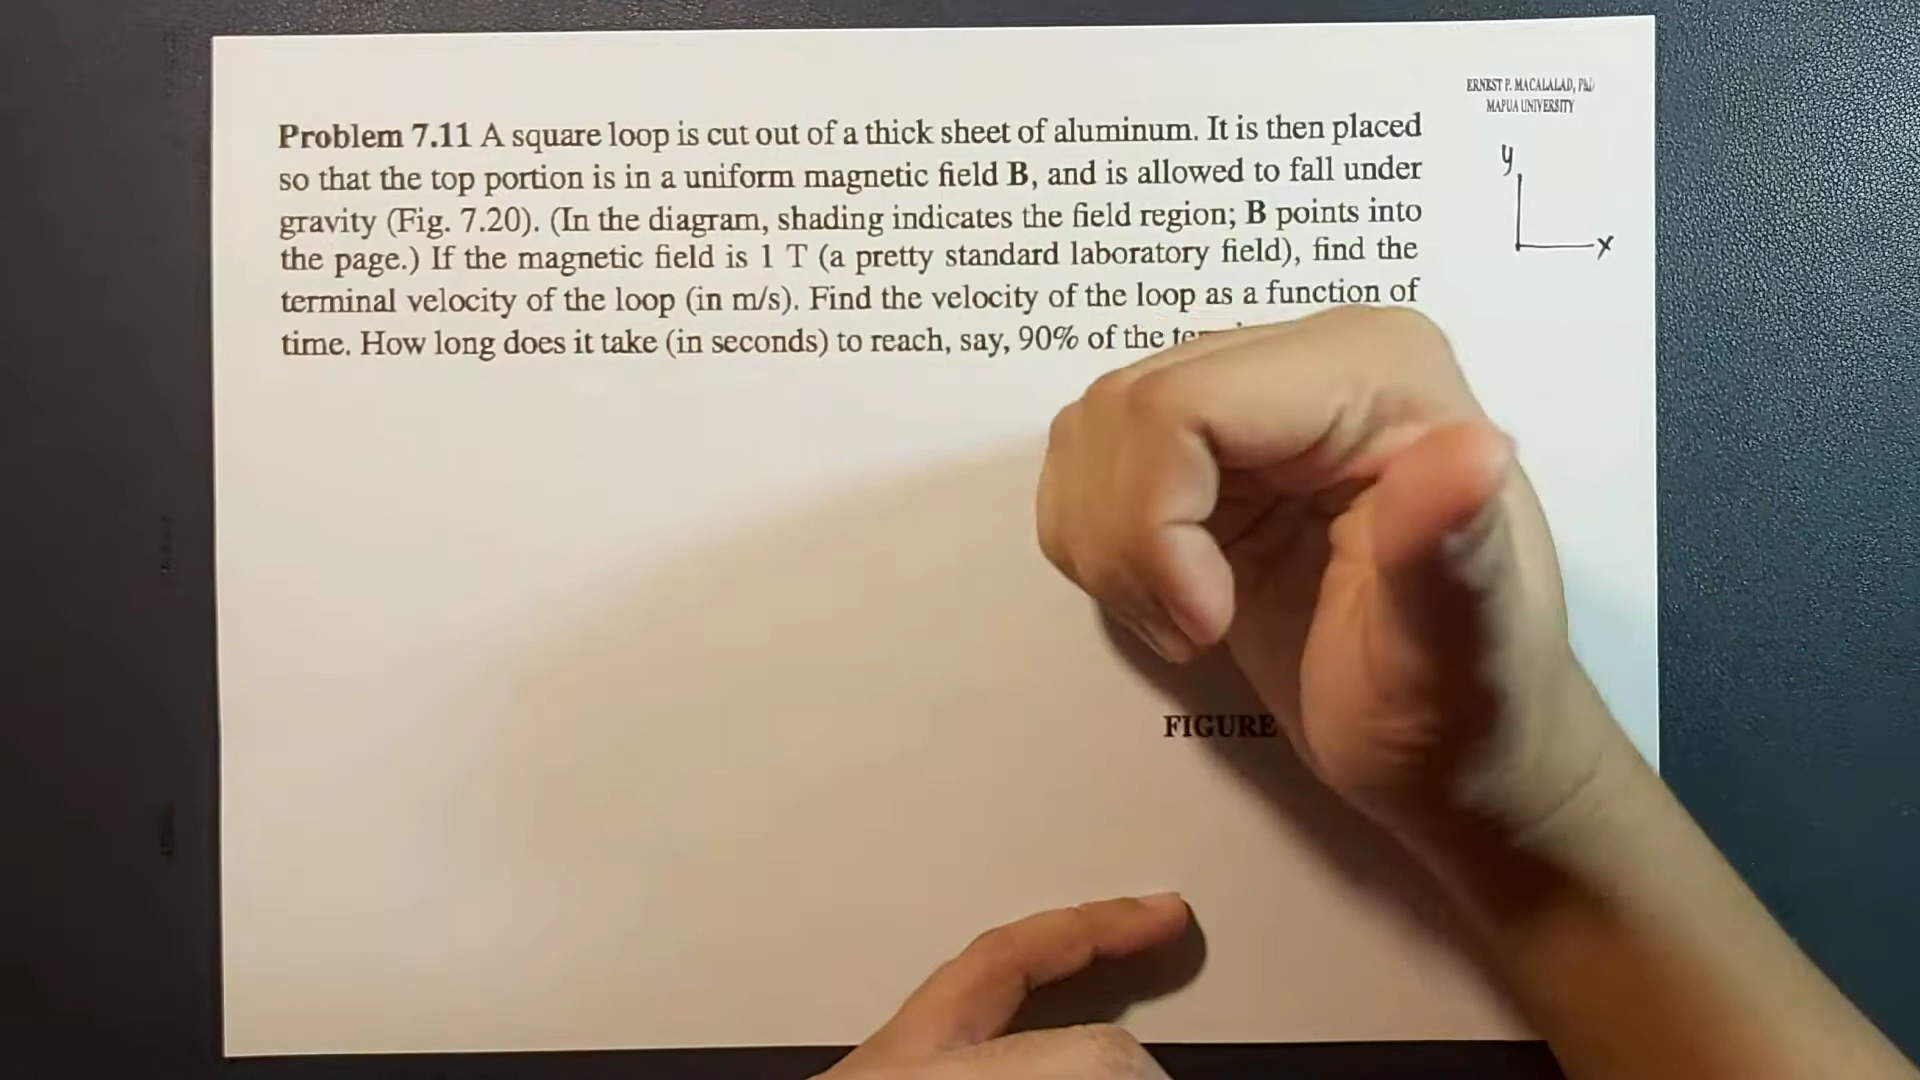 ERNEST P. MACALALAD, PhD
MAPUA UNIVERSITY
Problem 7.11 A square loop is cut out of a thick sheet of aluminum. It is then placed
so that the top portion is in a uniform magnetic field B, and is allowed to fall under
gravity (Fig. 7.20). (In the diagram, shading indicates the field region; B points into
the page.) If the magnetic field is 1 T (a pretty standard laboratory field), find the
terminal velocity of the loop (in m/s). Find the velocity of the loop as a function of
time. How long does it take (in seconds) to reach, say, 90% of the
y
x
FIGURE